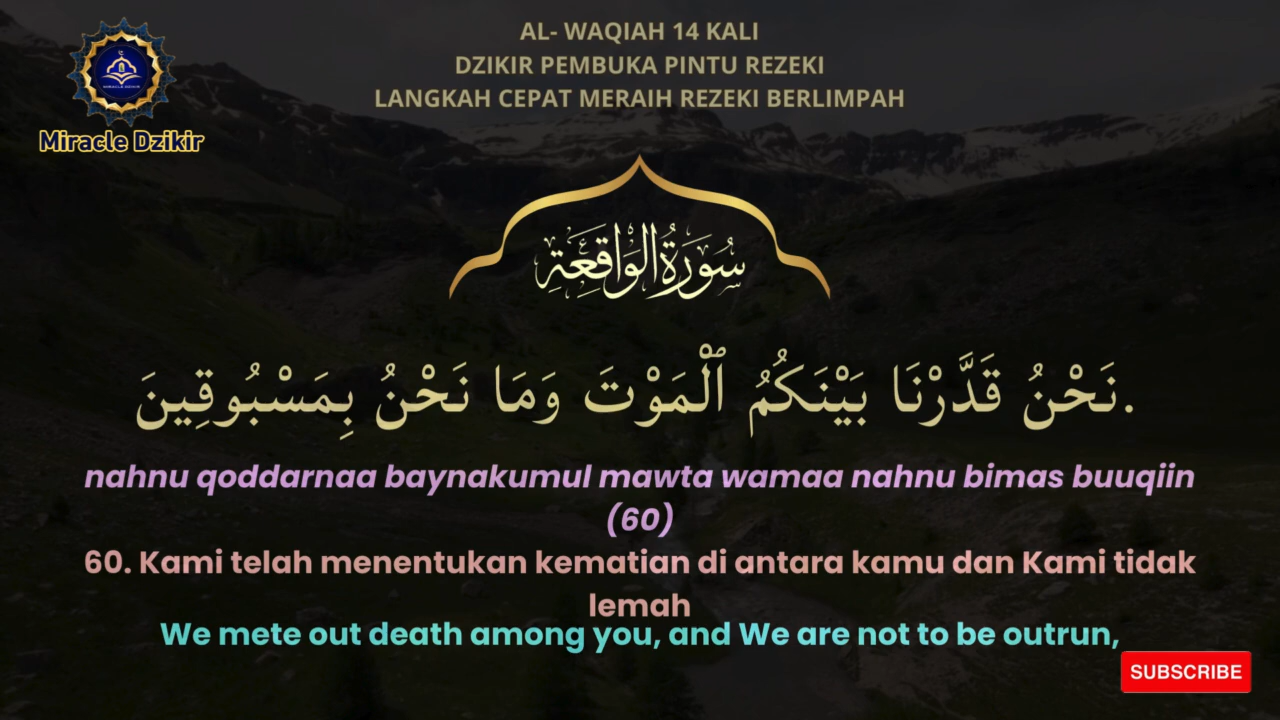 AL- WAQIAH 14 KALI
DZIKIR PEMBUKA PINTU REZEKI
LANGKAH CEPAT MERAIH REZEKI BERLIMPAH
Miracle Dzikir
سُورَةُ الْوَاقِعَةِ
نَحْنُ قَدَّرْنَا بَيْنَكُمُ ٱلْمَوْتَ وَمَا نَحْنُ بِمَسْبُوقِينَ.
nahnu qoddarnaa baynakumul mawta wamaa nahnu bimas buuqiin
(60)
60. Kami telah menentukan kematian di antara kamu dan Kami tidak
lemah
We mete out death among you, and We are not to be outrun,
SUBSCRIBE